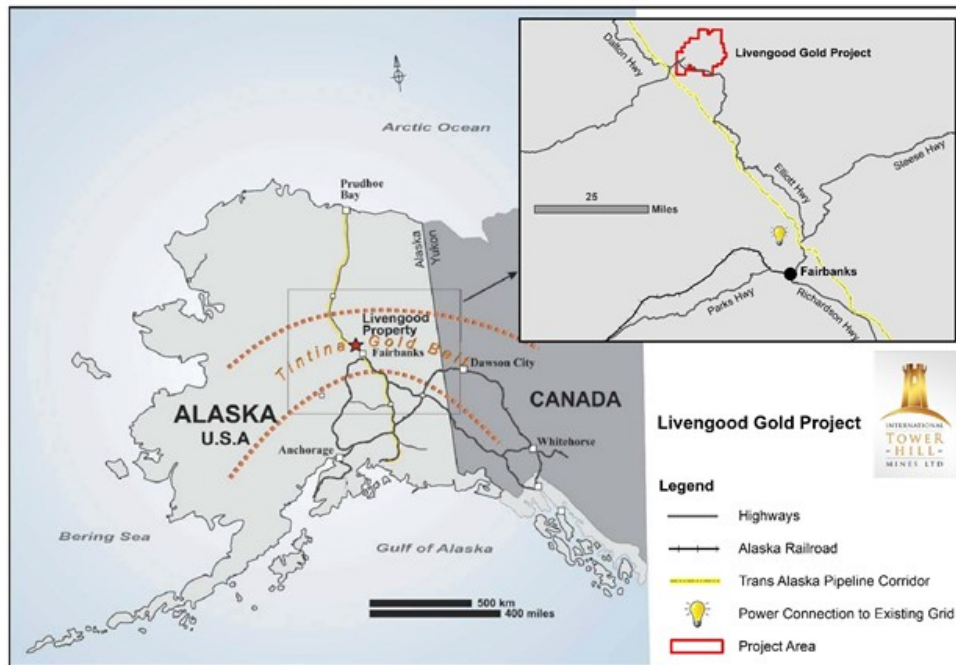 Arctic Ocean
Prudhoe
Bay
Alaska
Yukon
Livengood
Property
Tintina Gold Belt
Fairbanks
Dawson City
ALASKA
U.S.A
CANADA
Anchorage
Whitehorse
Bering Sea
Gulf of Alaska
500 km
400 miles
Dalton Hwy
Livengood Gold Project
Elliott Hwy
Steese Hwy
25
Miles
Fairbanks
Parks Hwy
Richardson Hwy
Livengood Gold Project
INTERNATIONAL
TOWER
-HILL-
MINES LTD
Legend
Highways
Alaska Railroad
Trans Alaska Pipeline Corridor
Power Connection to Existing Grid
Project Area